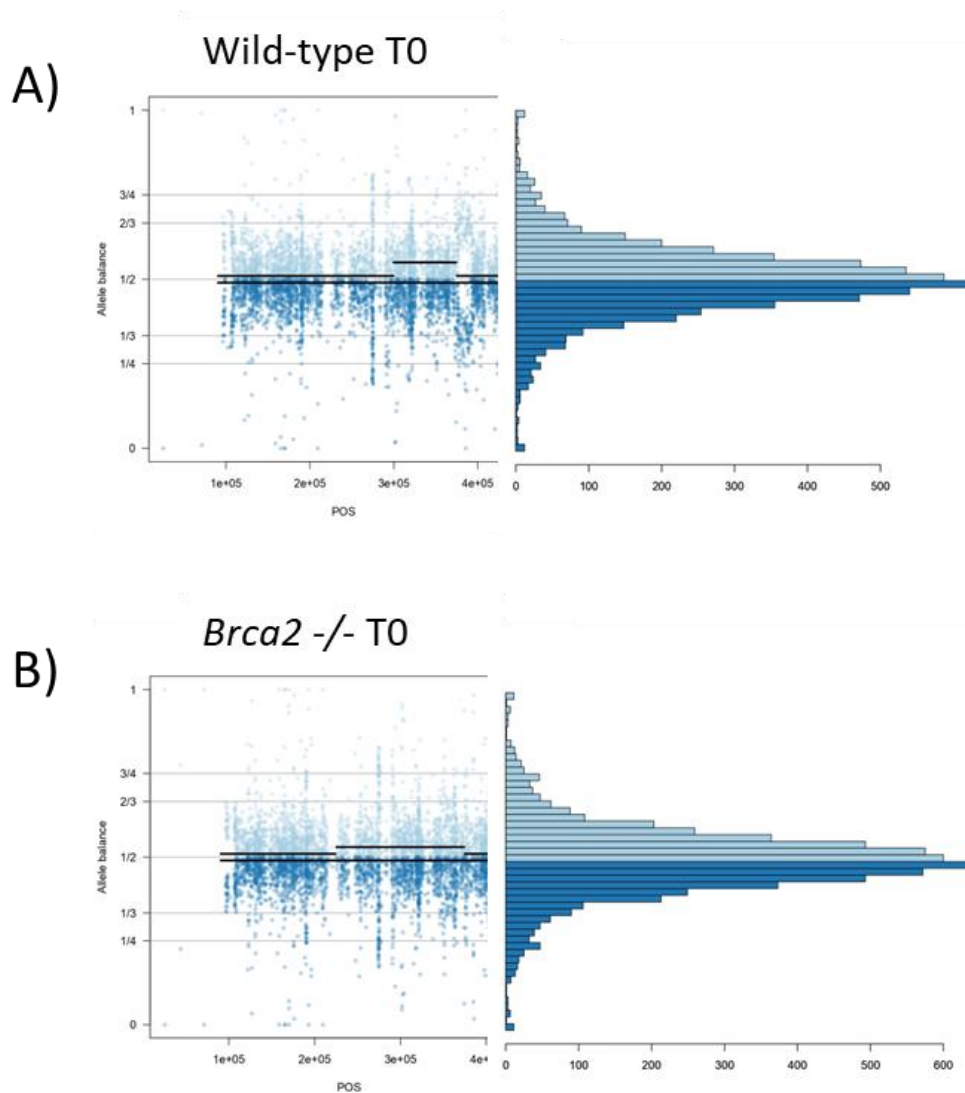 Wild-type T0
A)
1
3/4
2/3
Allele balance
1/2
1/3
1/4
0
1e+05 2e+05 3e+05 4e+05
POS
0 100 200 300 400 500
Brca2 -/- T0
B)
1
3/4
2/3
Allele balance
1/2
1/3
1/4
0
1e+05 2e+05 3e+05 4e+
POS
0 100 200 300 400 500 600